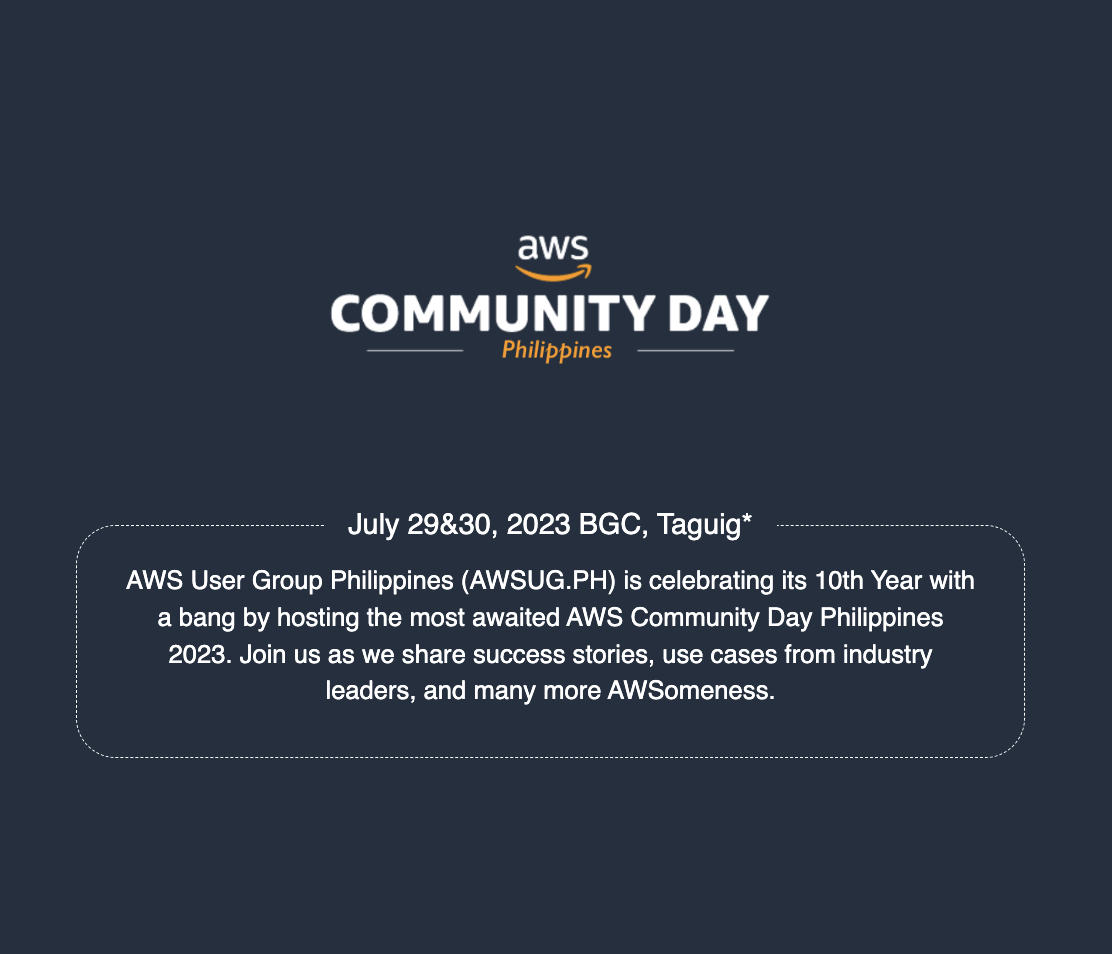 aws
COMMUNITY DAY
Philippines
July 29&30, 2023 BGC, Taguig*
AWS User Group Philippines (AWSUG.PH) is celebrating its 10th Year with
a bang by hosting the most awaited AWS Community Day Philippines
2023. Join us as we share success stories, use cases from industry
leaders, and many more AWSomeness.